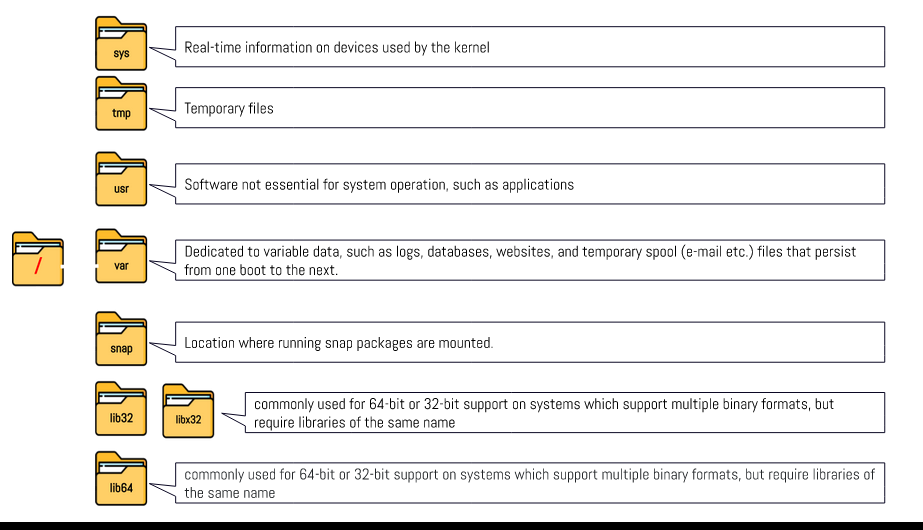 sys
Real-time information on devices used by the kernel
tmp
Temporary files
usr
Software not essential for system operation, such as applications
/
var
Dedicated to variable data, such as logs, databases, websites, and temporary spool (e-mail etc.) files that persist
from one boot to the next.
snap
Location where running snap packages are mounted.
lib32
libx32
commonly used for 64-bit or 32-bit support on systems which support multiple binary formats, but
require libraries of the same name
lib64
commonly used for 64-bit or 32-bit support on systems which support multiple binary formats, but require libraries of
the same name